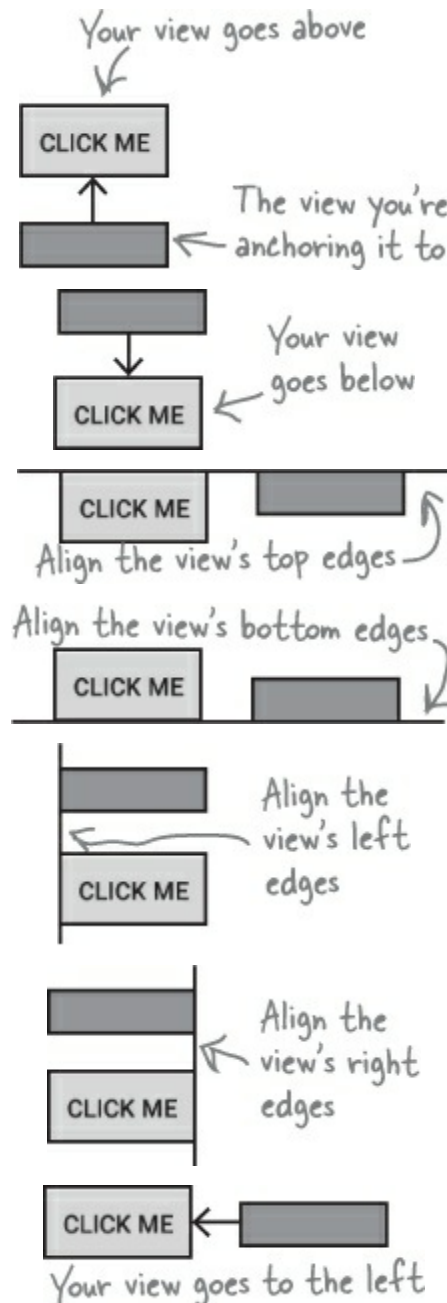 Your view goes above
CLICK ME
The view you're
anchoring it to
Your view
goes below
CLICK ME
CLICK ME
Align the view's top edges
Align the view's bottom edges
CLICK ME
Align the
view's left
edges
CLICK ME
Align the
view's right
edges
CLICK ME
CLICK ME
Your view goes to the left